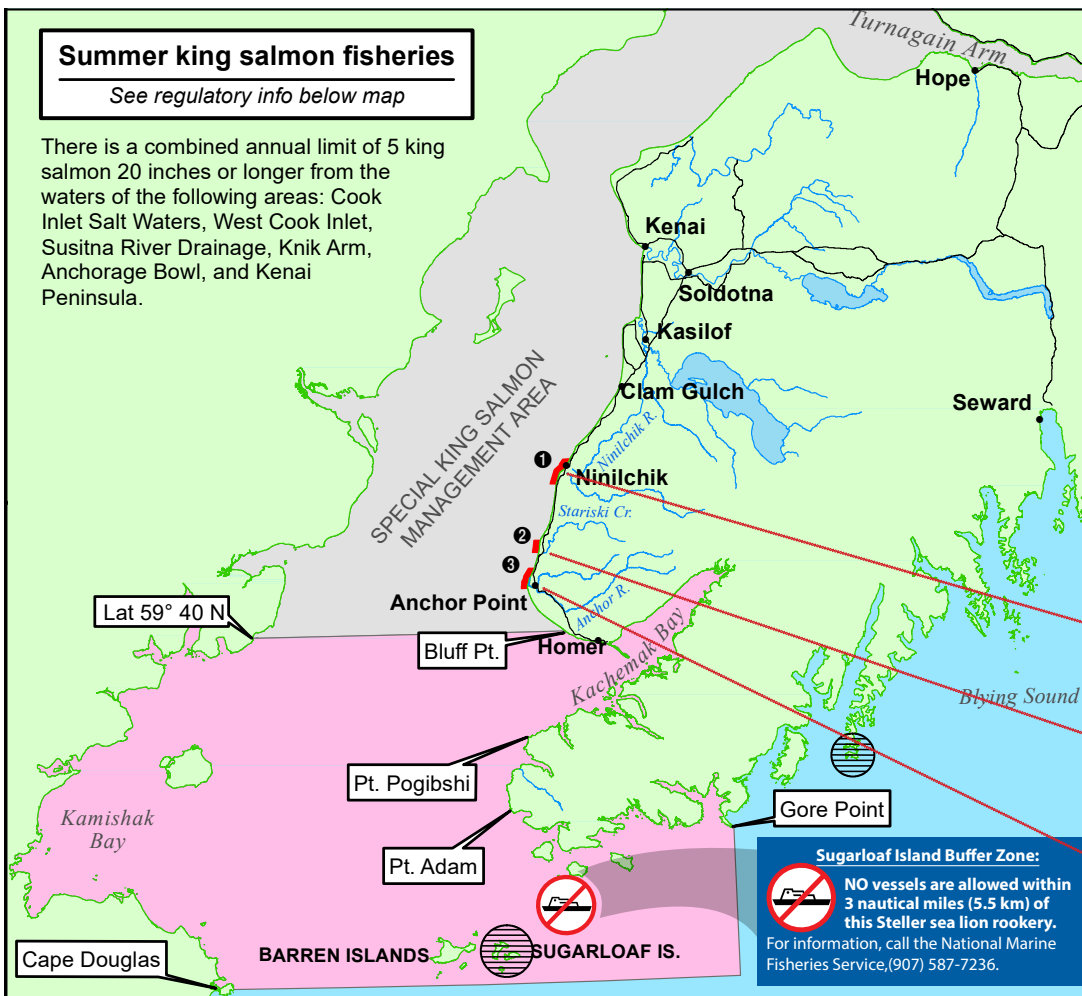 Summer king salmon fisheries
See regulatory info below map
There is a combined annual limit of 5 king
salmon 20 inches or longer from the
waters of the following areas: Cook
Inlet Salt Waters, West Cook Inlet,
Susitna River Drainage, Knik Arm,
Anchorage Bowl, and Kenai
Peninsula.
Turnagain Arm
Hope
Kenai
Soldotna
Kasilof
Clam Gulch
Seward
SPECIAL KING SALMON
MANAGEMENT AREA
Ninilchik R.
1
Ninilchik
Stariski Cr.
2
3
Anchor Point
Anchor R.
Lat 59° 40 N
Bluff Pt.
Homer
Kachemak Bay
Blying Sound
Pt. Pogibshi
Gore Point
Kamishak
Bay
Pt. Adam
Sugarloaf Island Buffer Zone:
NO vessels are allowed within
3 nautical miles (5.5 km) of
this Steller sea lion rookery.
For information, call the National Marine
Fisheries Service,(907) 587-7236.
BARREN ISLANDS
SUGARLOAF IS.
Cape Douglas